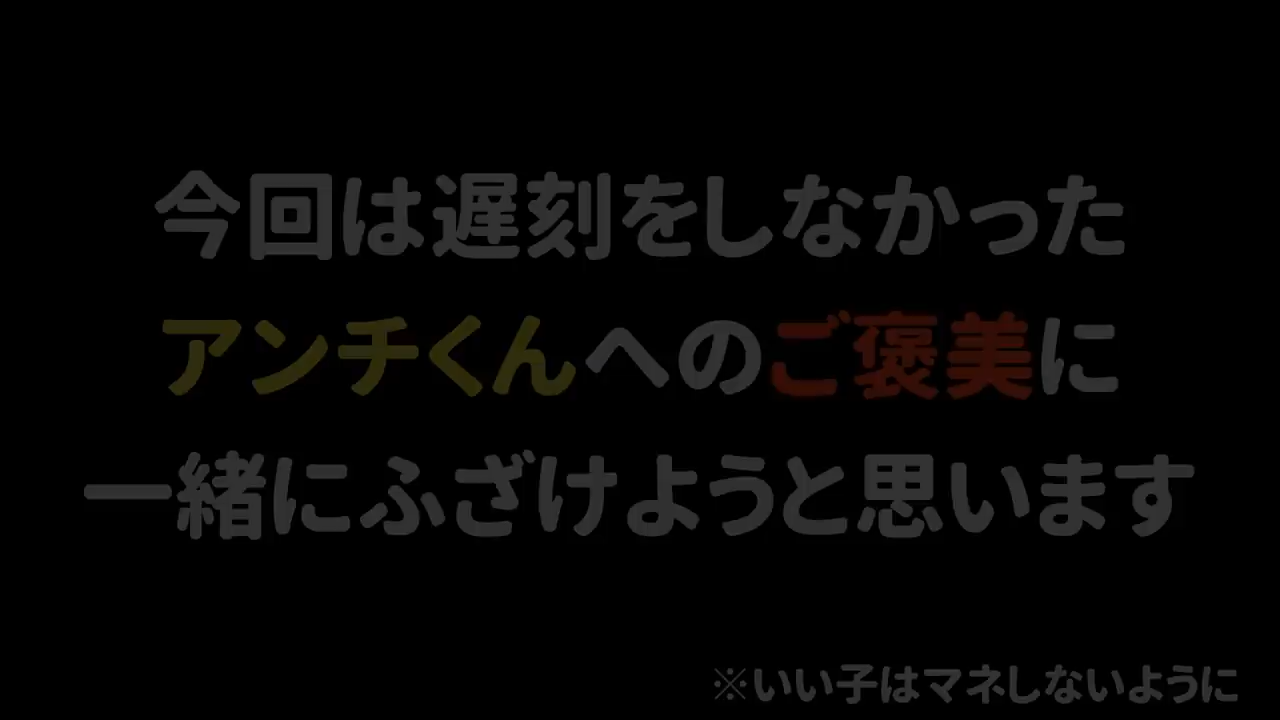 今回は遅刻をしなかった
アンチくんへのご褒美に
一緒にふざけようと思います
※いい子はマネしないように